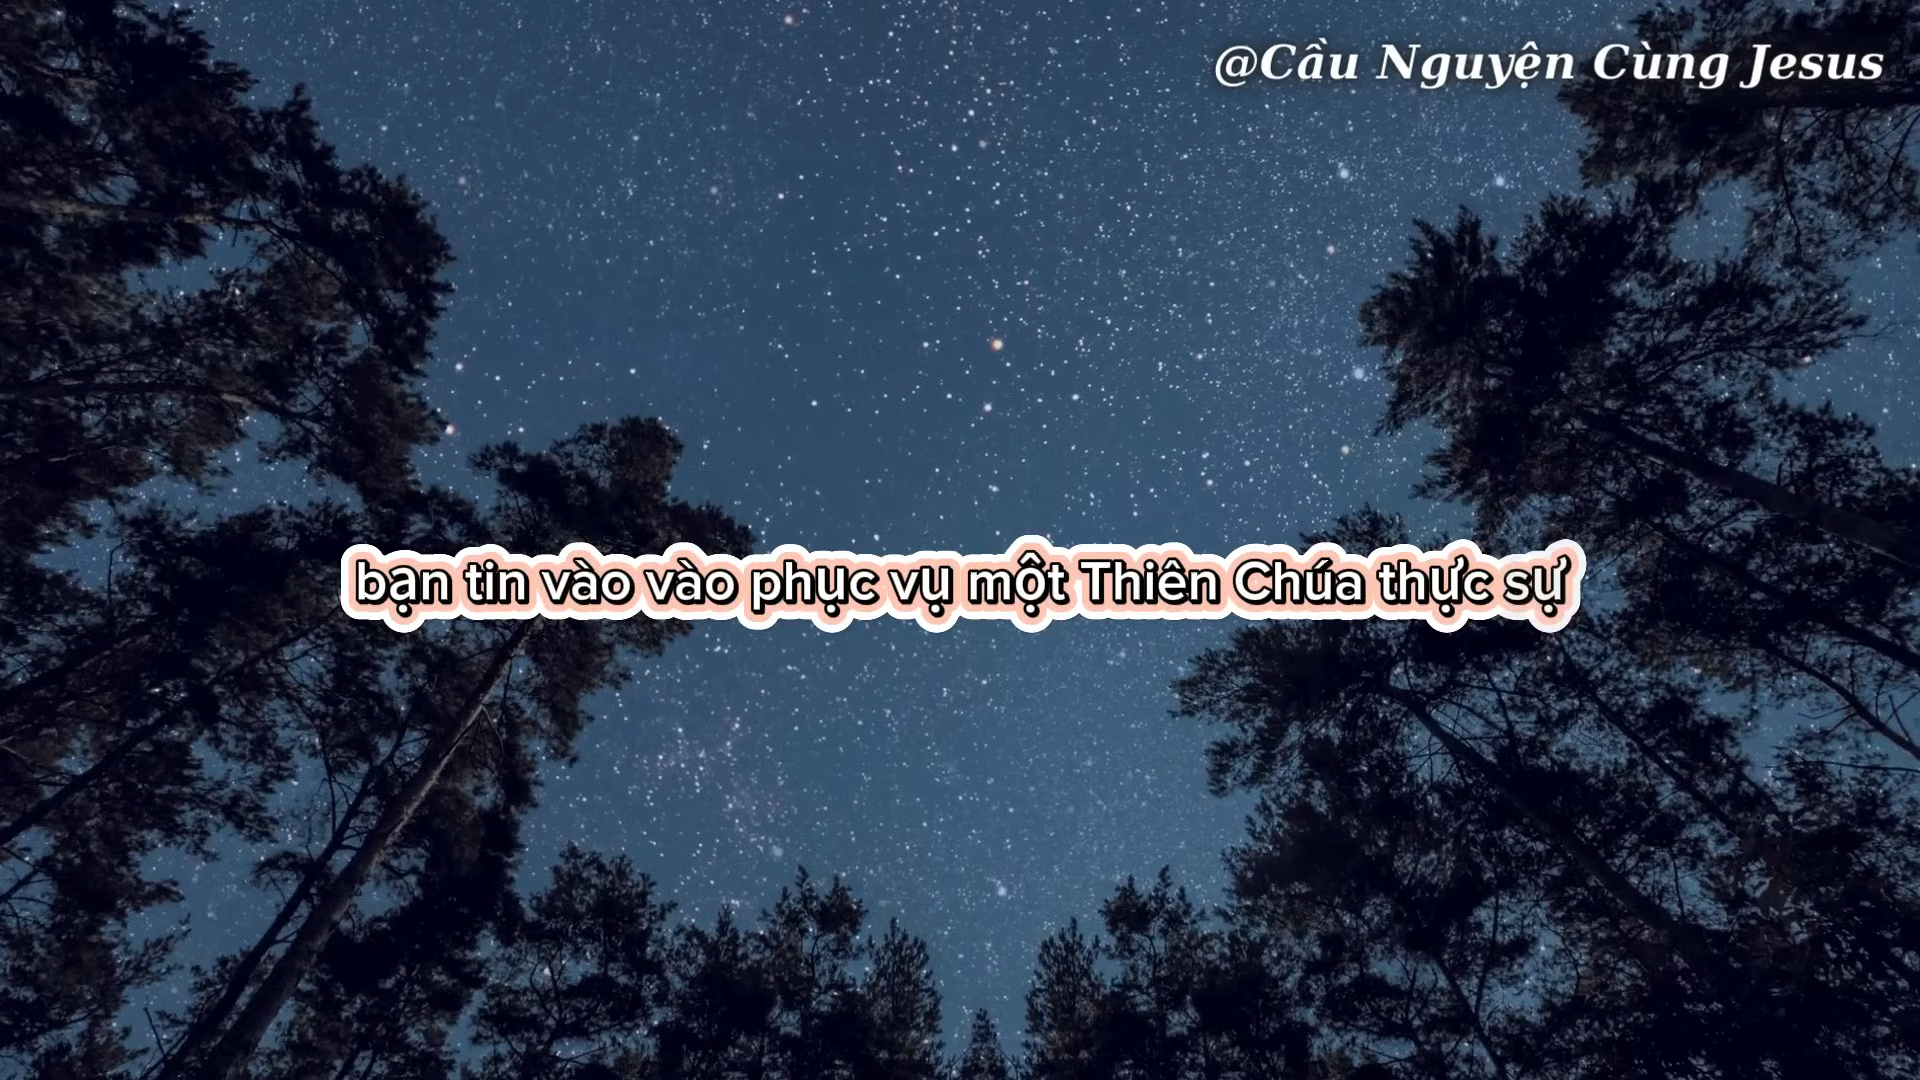 @Cầu Nguyện Cùng Jesus
bạn tin vào vào phục vụ một Thiên Chúa thực sự